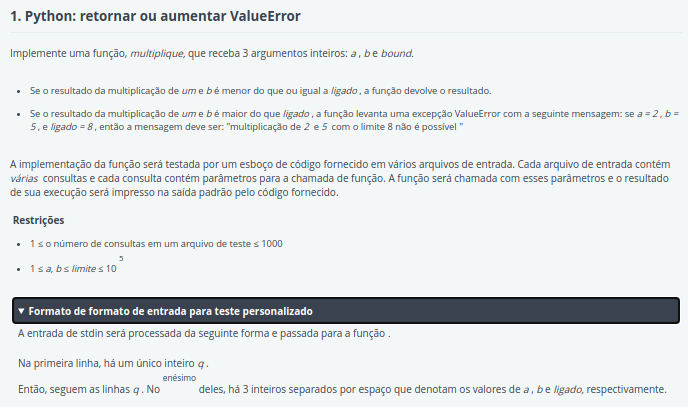 1. Python: retornar ou aumentar ValueError
Implemente uma função, multiplique, que receba 3 argumentos inteiros: a , b e bound.
• Se o resultado da multiplicação de um e b é menor do que ou igual a ligado , a função devolve o resultado.
• Se o resultado da multiplicação de um e b é maior do que ligado , a função levanta uma excepção ValueError com a seguinte mensagem: se a = 2 , b =
5 , e ligado = 8 , então a mensagem deve ser: "multiplicação de 2 e 5 com o limite 8 não é possível "
A implementação da função será testada por um esboço de código fornecido em vários arquivos de entrada. Cada arquivo de entrada contém
várias consultas e cada consulta contém parâmetros para a chamada de função. A função será chamada com esses parâmetros e o resultado
de sua execução será impresso na saída padrão pelo código fornecido.
Restrições
• 1 ≤ o número de consultas em um arquivo de teste ≤ 1000
• 1 ≤ a, b ≤ limite ≤ 10 5
▼ Formato de formato de entrada para teste personalizado
A entrada de stdin será processada da seguinte forma e passada para a função .
Na primeira linha, há um único inteiro q .
Então, seguem as linhas q . No enésimo deles, há 3 inteiros separados por espaço que denotam os valores de a , b e ligado, respectivamente.